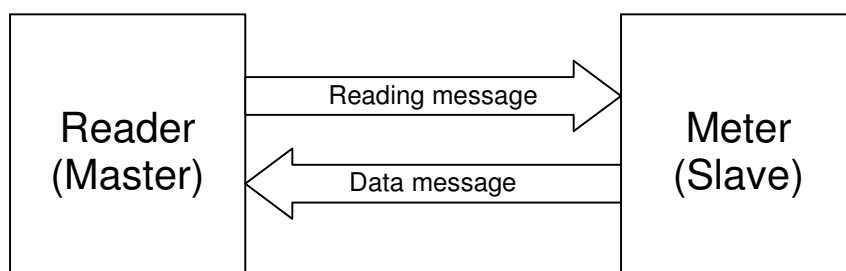 Reader
(Master)
Reading message
Data message
Meter
(Slave)